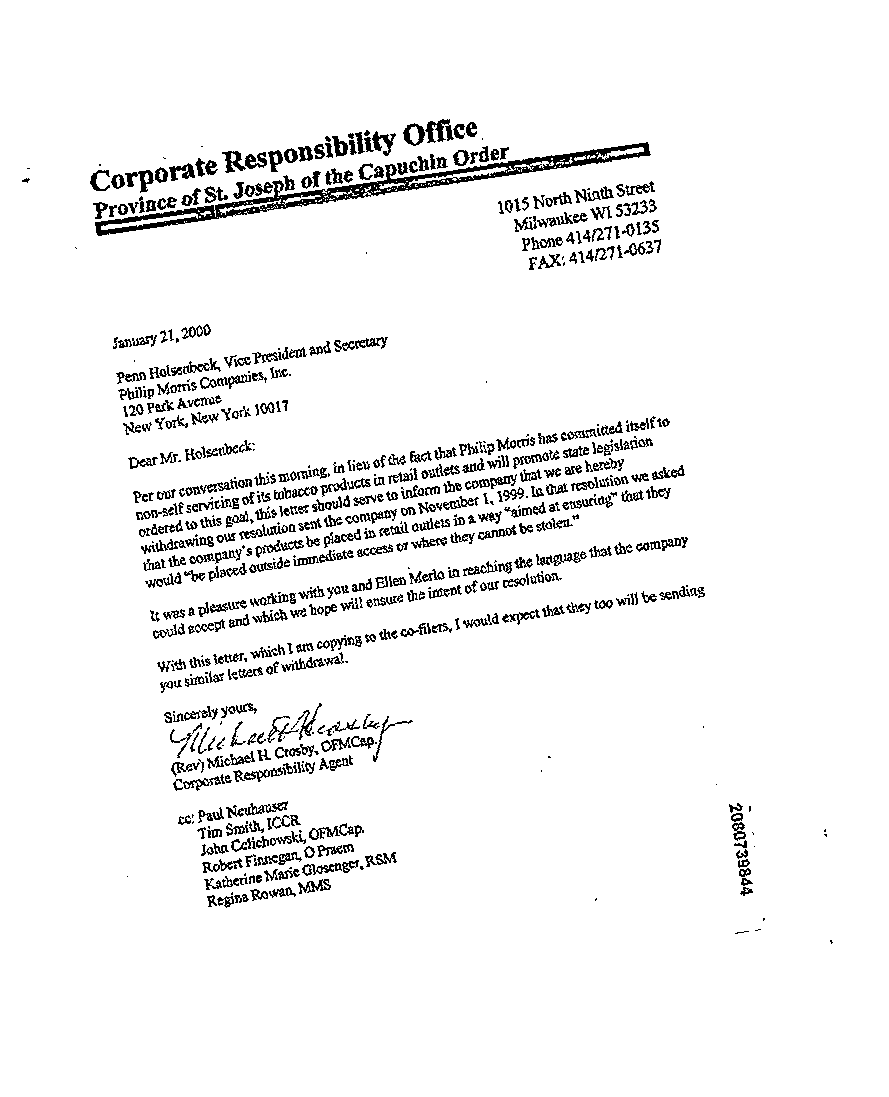 Corporate Responsibility Office
Province of St. Joseph of the Capuchin Order
1015 North Ninth Street
Milwaukee WI 53233
Phone 414/271-0135
FAX: 414/271-0637
January 21, 2000
Penn Holsenbeck, Vice President and Secretary
Philip Morris Companies, Inc.
120 Park Avenue
New York, New York 10017
Dear Mr. Holsenbeck:
Per our conversation this morning, in lieu of the fact that Philip Morris has committed itself to
non-self servicing of its tobacco products in retail outlets and will promote state legislation
ordered to this goal, this letter should serve to inform the company that we are hereby
withdrawing our resolution sent the company on November 1, 1999. In that resolution we asked
that the company's products be placed in retail outlets in a way "aimed at ensuring" that they
would "be placed outside immediate access or where they cannot be stolen."
It was a pleasure working with you and Ellen Merlo in reaching the language that the company
could accept and which we hope will ensure the intent of our resolution.
With this letter, which I am copying to the co-filers, I would expect that they too will be sending
you similar letters of withdrawal.
Sincerely yours,
Michael H Crosby
(Rev) Michael H. Crosby, OFMCap.
Corporate Responsibility Agent
cc: Paul Neuhauser
Tim Smith, ICCR
John Celichowski, OFMCap.
Robert Finnegan, O Praem
Katherine Marie Glosenger, RSM
Regina Rowan, MMS
2080739844